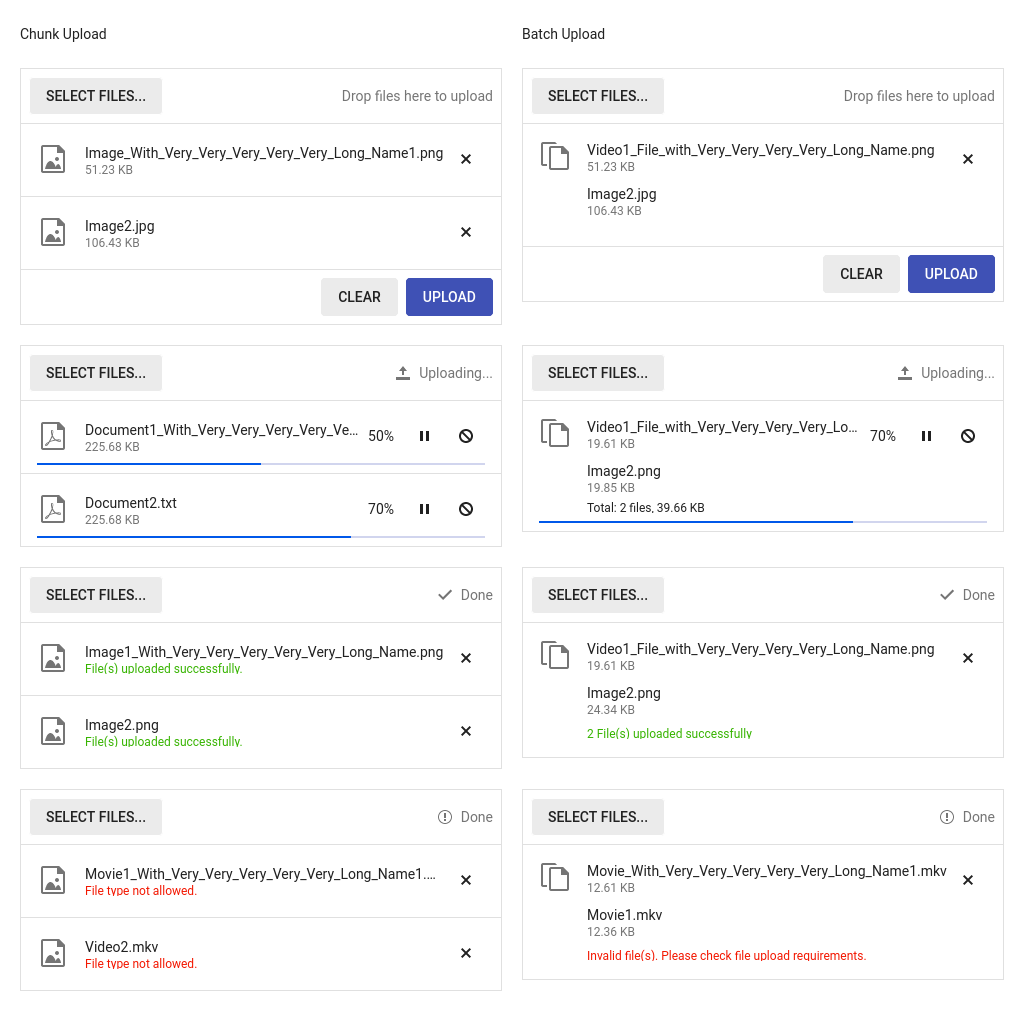 Chunk Upload
SELECT FILES...
Drop files here to upload
Image_With_Very_Very_Very_Very_Very_Long_Name1.png
51.23 KB
Image2.jpg
106.43 KB
CLEAR
UPLOAD
SELECT FILES...
Uploading...
Document1_With_Very_Very_Very_Very_Ve...
50%
225.68 KB
Document2.txt
70%
225.68 KB
SELECT FILES...
Done
Image1_With_Very_Very_Very_Very_Very_Long_Name.png
File(s) uploaded successfully.
Image2.png
File(s) uploaded successfully.
SELECT FILES...
Done
Movie1_With_Very_Very_Very_Very_Very_Long_Name1....
File type not allowed.
Video2.mkv
File type not allowed.
Batch Upload
SELECT FILES...
Drop files here to upload
Video1_File_with_Very_Very_Very_Very_Long_Name.png
51.23 KB
Image2.jpg
106.43 KB
CLEAR
UPLOAD
SELECT FILES...
Uploading...
Video1_File_with_Very_Very_Very_Very_Lo...
70%
19.61 KB
Image2.png
19.85 KB
Total: 2 files, 39.66 KB
SELECT FILES...
Done
Video1_File_with_Very_Very_Very_Very_Long_Name.png
19.61 KB
Image2.png
24.34 KB
2 File(s) uploaded successfully
SELECT FILES...
Done
Movie_With_Very_Very_Very_Very_Very_Long_Name1.mkv
12.61 KB
Movie1.mkv
12.36 KB
Invalid file(s). Please check file upload requirements.